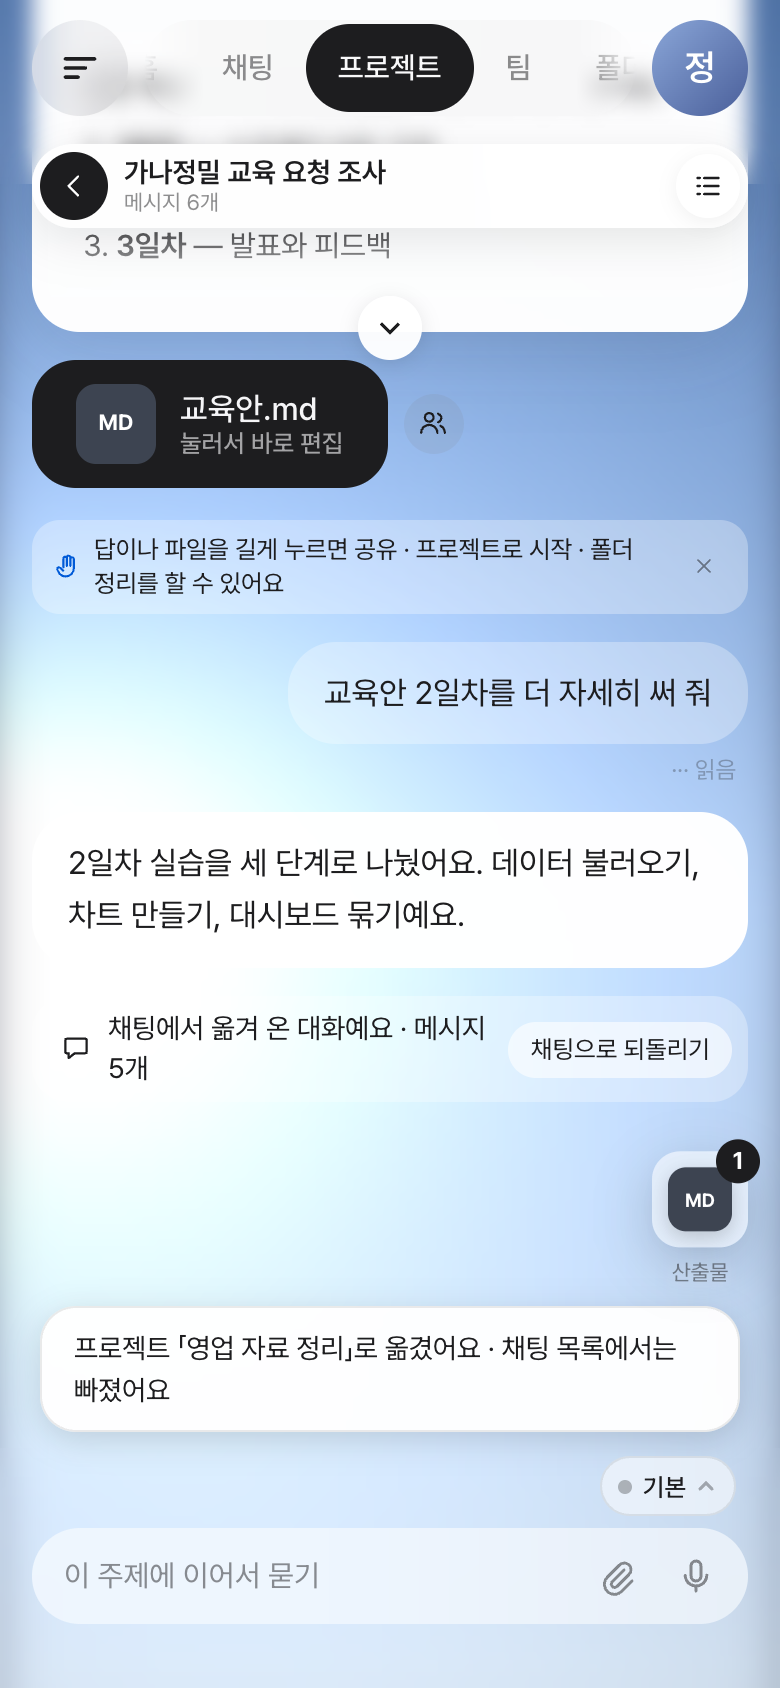 채팅
프로젝트
팀
정
가나정밀 교육 요청 조사
메시지 6개
3. 3일차 — 발표와 피드백
MD
교육안.md
눌러서 바로 편집
답이나 파일을 길게 누르면 공유 · 프로젝트로 시작 · 폴더
정리를 할 수 있어요
교육안 2일차를 더 자세히 써 줘
··· 읽음
2일차 실습을 세 단계로 나눴어요. 데이터 불러오기,
차트 만들기, 대시보드 묶기예요.
채팅에서 옮겨 온 대화예요 · 메시지
5개
채팅으로 되돌리기
1
MD
산출물
프로젝트 「영업 자료 정리」로 옮겼어요 · 채팅 목록에서는
빠졌어요
기본
이 주제에 이어서 묻기